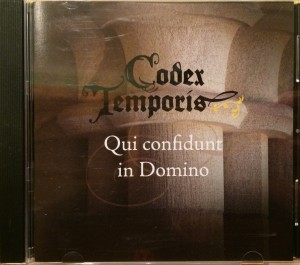 Codex
Temporis
Qui confidunt
in Domino